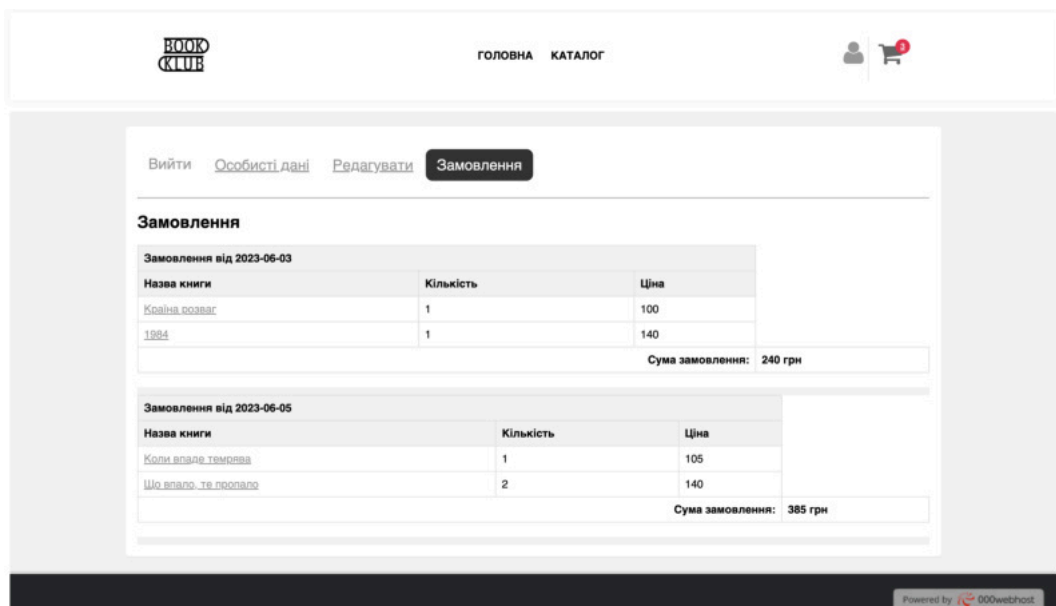 BOOK
KLUB
ГОЛОВНА КАТАЛОГ
3
Вийти Особисті дані Редагувати Замовлення
Замовлення
Замовлення від 2023-06-03
Назва книги Кількість Ціна
Країна розваг 1 100
1984 1 140
Сума замовлення: 240 грн
Замовлення від 2023-06-05
Назва книги Кількість Ціна
Коли впаде темрява 1 105
Що впало, те пропало 2 140
Сума замовлення: 385 грн
Powered by 000webhost